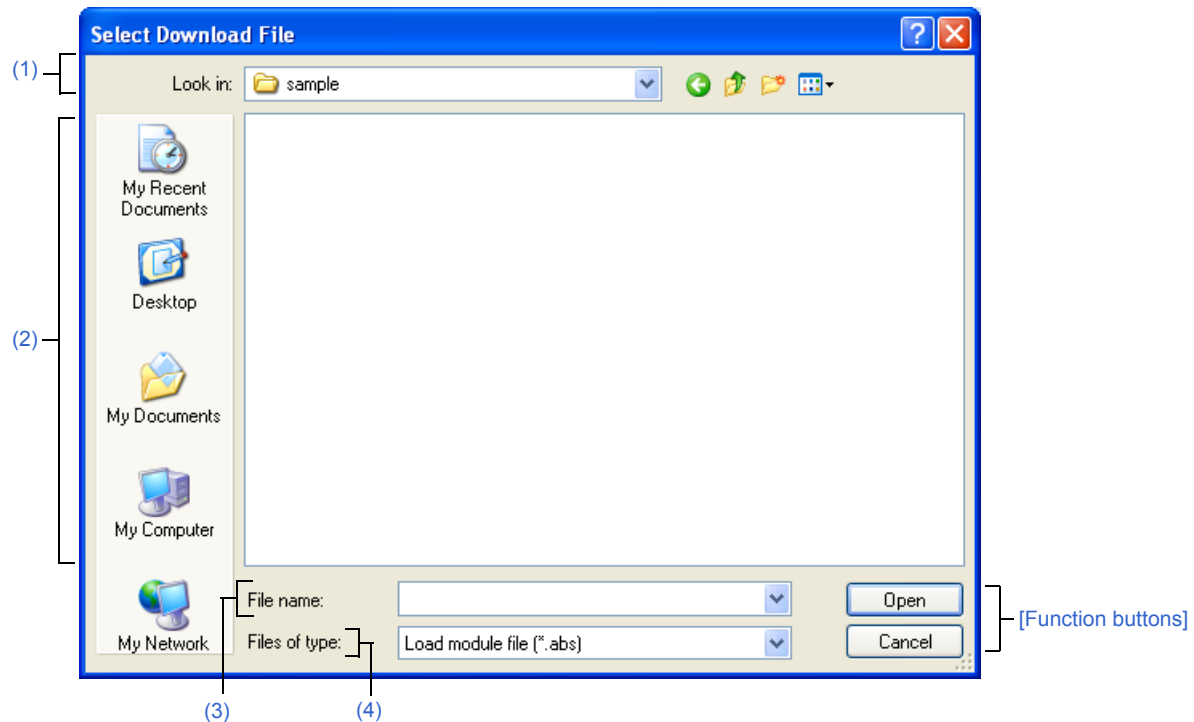 Select Download File
(1)
Look in:
sample
My Recent
Documents
Desktop
(2)
My Documents
My Computer
My Network
File name:
Open
[Function buttons]
Files of type:
Load module file (*.abs)
Cancel
(3)
(4)